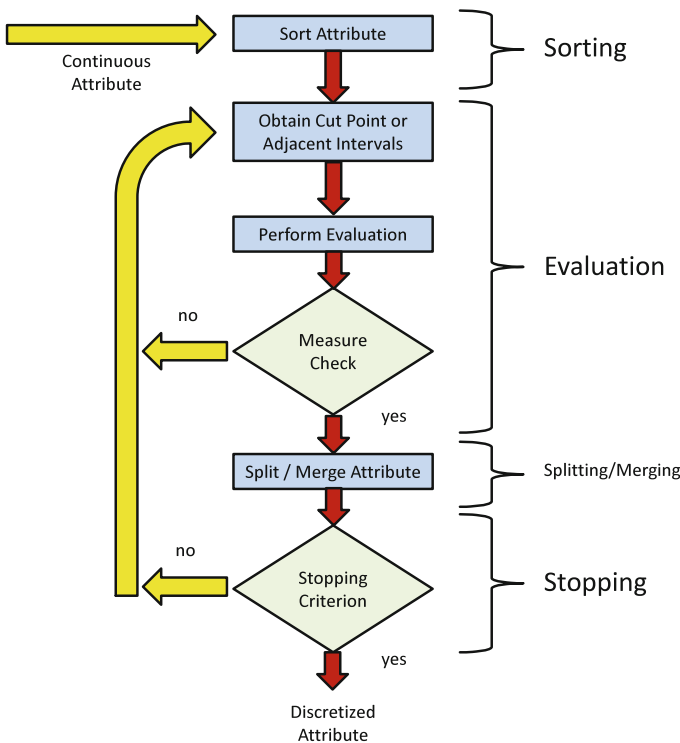 Sort Attribute
Sorting
Continuous
Attribute
Obtain Cut Point or
Adjacent Intervals
Perform Evaluation
Evaluation
no
Measure
Check
yes
Split / Merge Attribute
Splitting/Merging
no
Stopping
Criterion
Stopping
yes
Discretized
Attribute